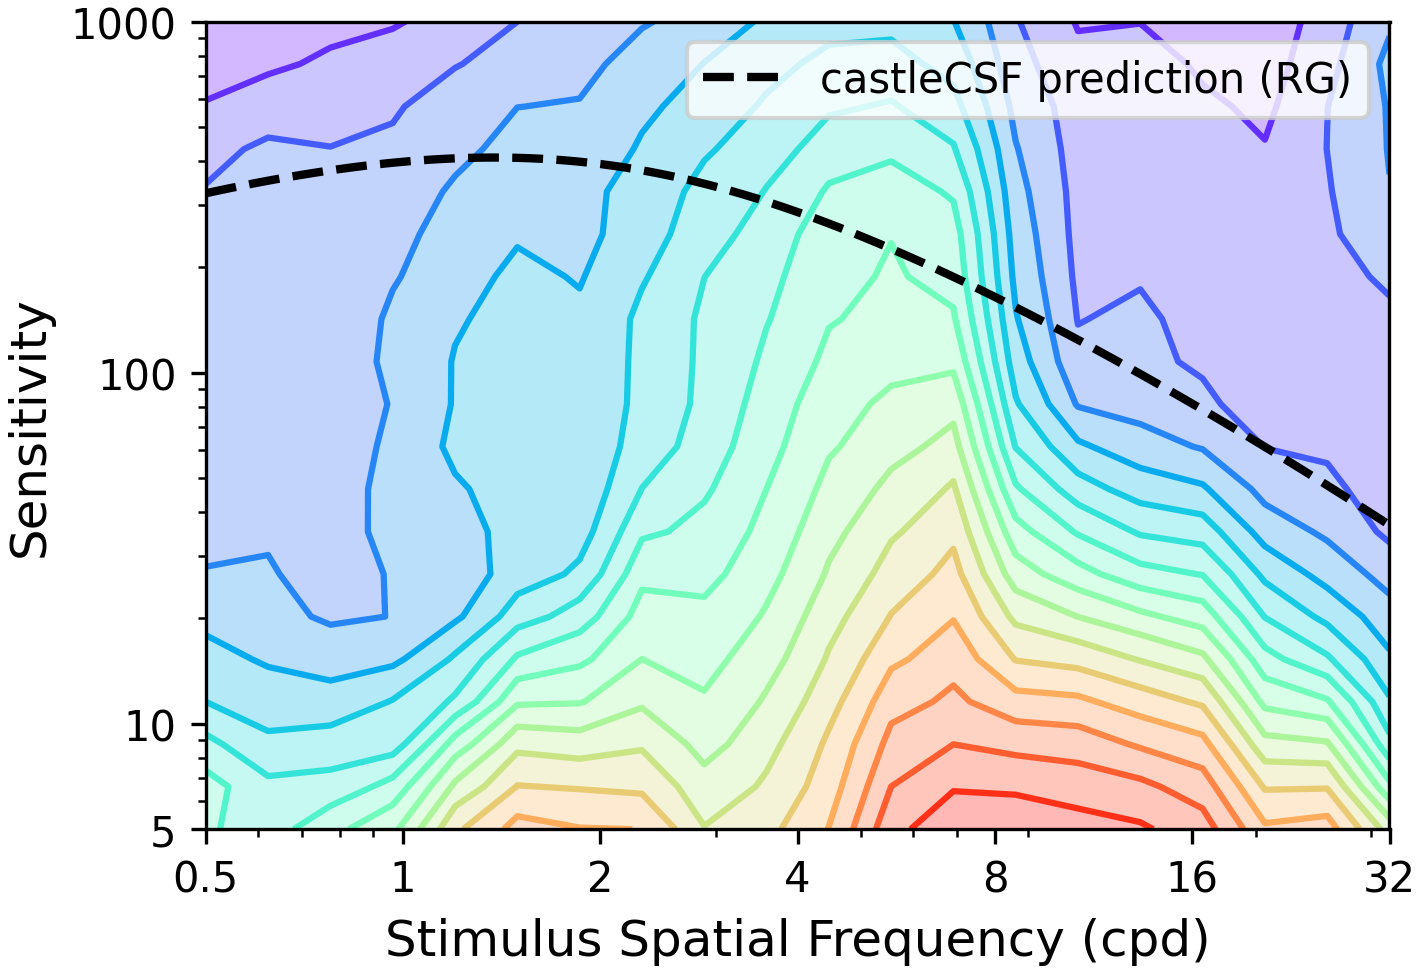 1000
castleCSF prediction (RG)
Sensitivity
100
10
5
0.5 1 2 4 8 16 32
Stimulus Spatial Frequency (cpd)